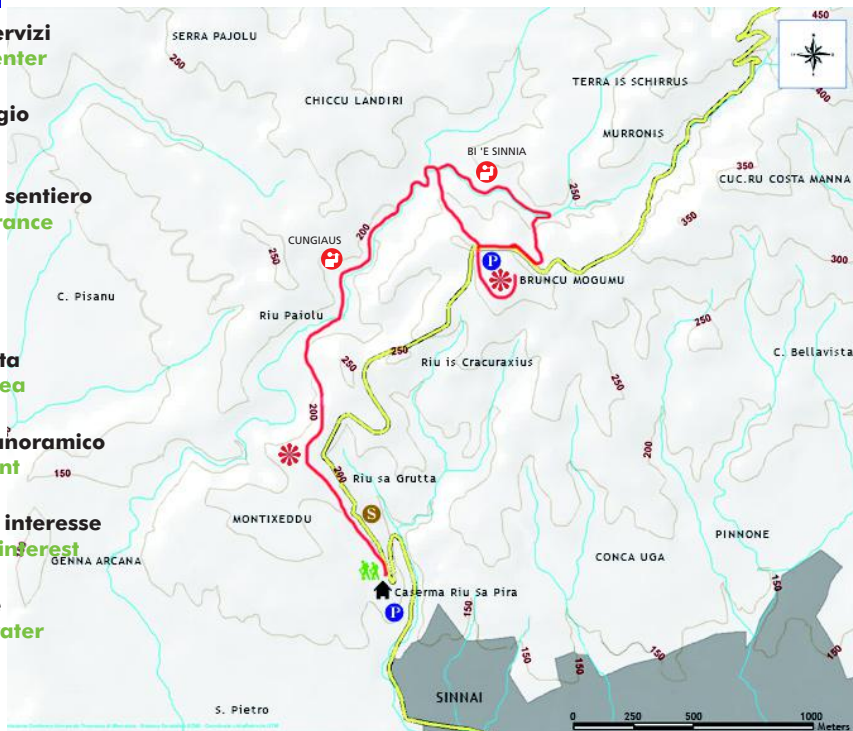 ervizi
enter
gio
sentiero
rance
ta
ea
noramico
nt
interesse
interest
ater
SERRA PAJOLU
250
CHICCU LANDIRI
TERRA IS SCHIRRUS
450
400
MURRONIS
BI 'E SINNIA
350
CUC.RU COSTA MANNA
250
350
200
CUNGIAUS
250
P
BRUNCU MOGUMU
300
C. Pisanu
Riu Paiolu
250
250
250
Riu is Cracuraxius
C. Bellavista
250
200
200
150
200
Riu sa Grutta
S
MONTIXEDDU
PINNONE
GENNA ARCANA
CONCA UGA
Caserma Riu Sa Pira
P
150
150
150
150
150
150
SINNAI
S. Pietro
0 250 500 1000
Meters